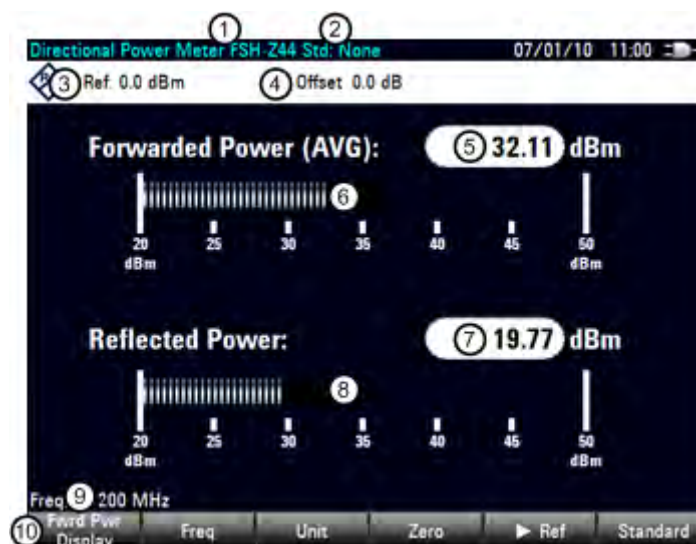 1 2
Directional Power Meter FSH-Z44 Std: None 07/01/10 11:00
3 Ref. 0.0 dBm 4 Offset 0.0 dB
Forwarded Power (AVG): 5 32.11 dBm
6
20 25 30 35 40 45 50
dBm dBm
Reflected Power: 7 19.77 dBm
8
20 25 30 35 40 45 50
dBm dBm
Freq 9 200 MHz
10 Fwrd Pwr Freq Unit Zero ► Ref Standard
Display